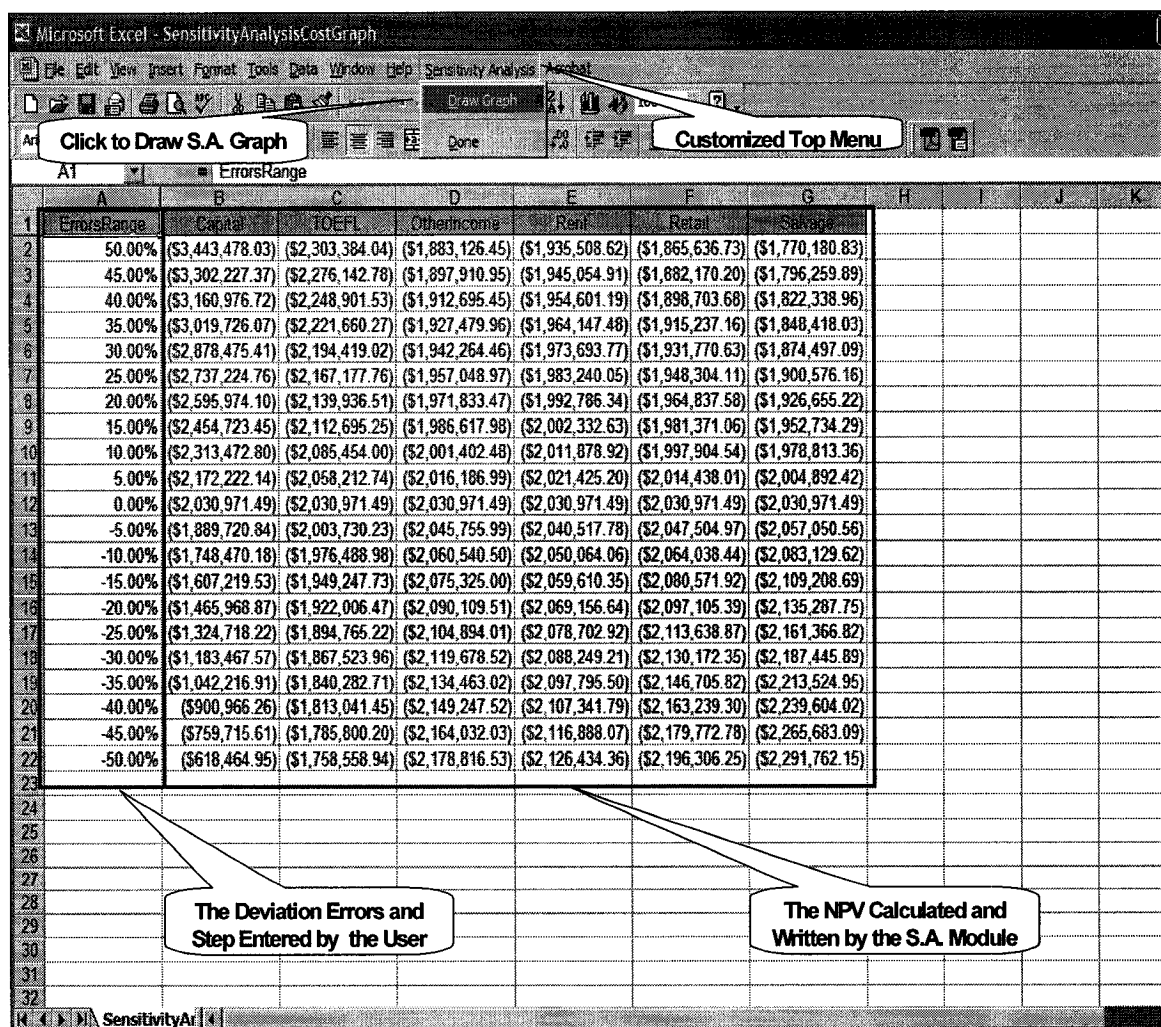 Microsoft Excel - SensitivityAnalysisCostGraph
File Edit View Insert Format Tools Data Window Help Sensitivity Analysis Acrobat
Draw Graph
Click to Draw S.A. Graph
Done
Customized Top Menu
A1 ErrorsRange
A B C D E F G H I J K
1 ErrorsRange Capital TOEFL OtherIncome Rent Retail Salvage
2 50.00% ($3,443,478.03) ($2,303,384.04) ($1,883,126.45) ($1,935,508.62) ($1,865,636.73) ($1,770,180.83)
3 45.00% ($3,302,227.37) ($2,276,142.78) ($1,897,910.95) ($1,945,054.91) ($1,882,170.20) ($1,796,259.89)
4 40.00% ($3,160,976.72) ($2,248,901.53) ($1,912,695.45) ($1,954,601.19) ($1,898,703.68) ($1,822,338.96)
5 35.00% ($3,019,726.07) ($2,221,660.27) ($1,927,479.96) ($1,964,147.48) ($1,915,237.16) ($1,848,418.03)
6 30.00% ($2,878,475.41) ($2,194,419.02) ($1,942,264.46) ($1,973,693.77) ($1,931,770.63) ($1,874,497.09)
7 25.00% ($2,737,224.76) ($2,167,177.76) ($1,957,048.97) ($1,983,240.05) ($1,948,304.11) ($1,900,576.16)
8 20.00% ($2,595,974.10) ($2,139,936.51) ($1,971,833.47) ($1,992,786.34) ($1,964,837.58) ($1,926,655.22)
9 15.00% ($2,454,723.45) ($2,112,695.25) ($1,986,617.98) ($2,002,332.63) ($1,981,371.06) ($1,952,734.29)
10 10.00% ($2,313,472.80) ($2,085,454.00) ($2,001,402.48) ($2,011,878.92) ($1,997,904.54) ($1,978,813.36)
11 5.00% ($2,172,222.14) ($2,058,212.74) ($2,016,186.99) ($2,021,425.20) ($2,014,438.01) ($2,004,892.42)
12 0.00% ($2,030,971.49) ($2,030,971.49) ($2,030,971.49) ($2,030,971.49) ($2,030,971.49) ($2,030,971.49)
13 -5.00% ($1,889,720.84) ($2,003,730.23) ($2,045,755.99) ($2,040,517.78) ($2,047,504.97) ($2,057,050.56)
14 -10.00% ($1,748,470.18) ($1,976,488.98) ($2,060,540.50) ($2,050,064.06) ($2,064,038.44) ($2,083,129.62)
15 -15.00% ($1,607,219.53) ($1,949,247.73) ($2,075,325.00) ($2,059,610.35) ($2,080,571.92) ($2,109,208.69)
16 -20.00% ($1,465,968.87) ($1,922,006.47) ($2,090,109.51) ($2,069,156.64) ($2,097,105.39) ($2,135,287.75)
17 -25.00% ($1,324,718.22) ($1,894,765.22) ($2,104,894.01) ($2,078,702.92) ($2,113,638.87) ($2,161,366.82)
18 -30.00% ($1,183,467.57) ($1,867,523.96) ($2,119,678.52) ($2,088,249.21) ($2,130,172.35) ($2,187,445.89)
19 -35.00% ($1,042,216.91) ($1,840,282.71) ($2,134,463.02) ($2,097,795.50) ($2,146,705.82) ($2,213,524.95)
20 -40.00% ($900,966.26) ($1,813,041.45) ($2,149,247.52) ($2,107,341.79) ($2,163,239.30) ($2,239,604.02)
21 -45.00% ($759,715.61) ($1,785,800.20) ($2,164,032.03) ($2,116,888.07) ($2,179,772.78) ($2,265,683.09)
22 -50.00% ($618,464.95) ($1,758,558.94) ($2,178,816.53) ($2,126,434.36) ($2,196,306.25) ($2,291,762.15)
23
24
25
26
27
28
29
30
31
32
The Deviation Errors and
Step Entered by the User
The NPV Calculated and
Written by the S.A. Module
SensitivityAr